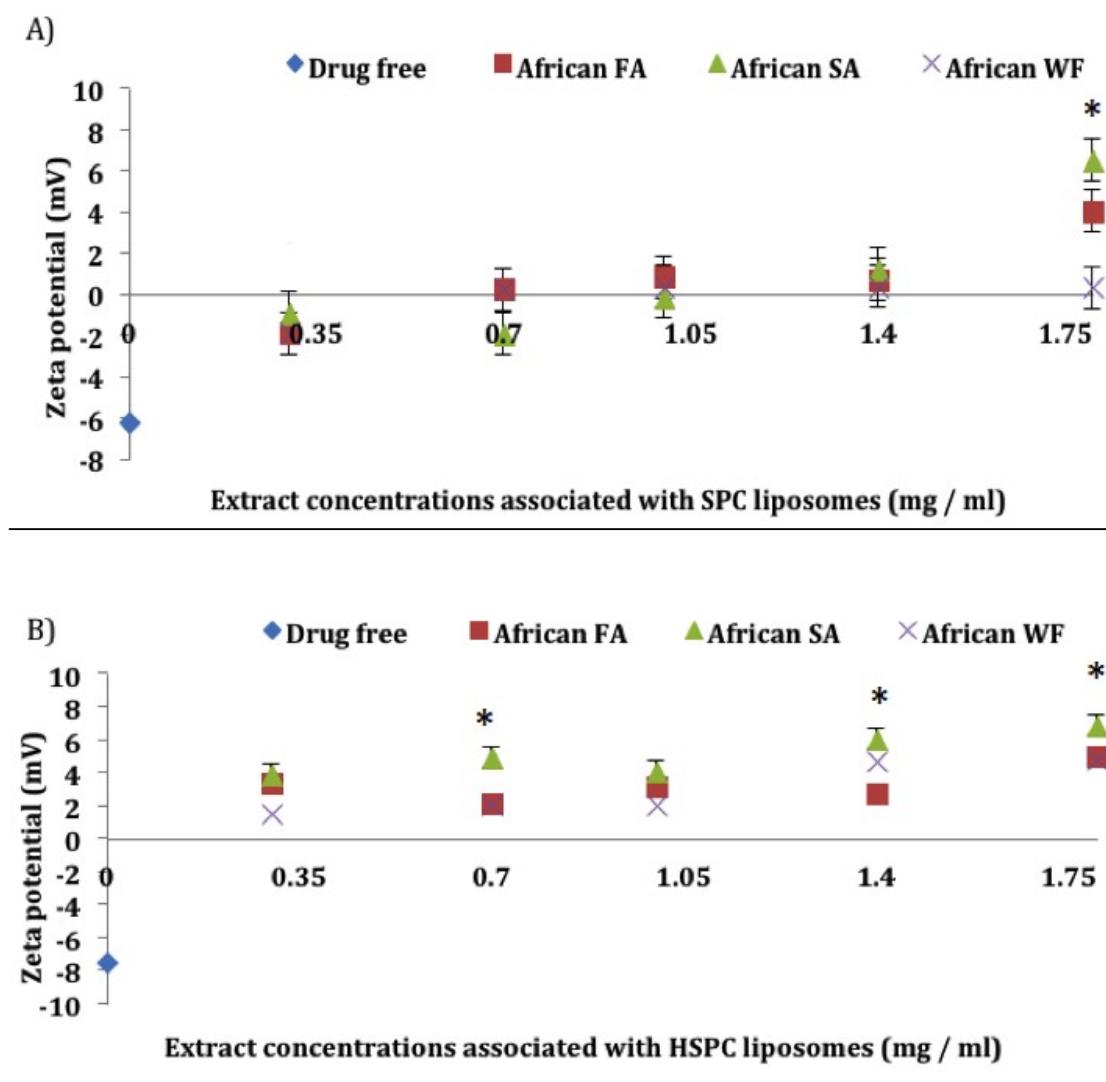 A)
Drug free African FA African SA African WF
*
10
8
6
4
2
0
-2
-4
-6
-8
Zeta potential (mV)
0 0.35 0.7 1.05 1.4 1.75
Extract concentrations associated with SPC liposomes (mg / ml)
B)
Drug free African FA African SA African WF
* * *
10
8
6
4
2
0
-2
-4
-6
-8
-10
Zeta potential (mV)
0 0.35 0.7 1.05 1.4 1.75
Extract concentrations associated with HSPC liposomes (mg / ml)